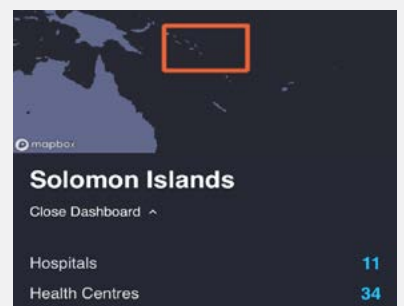 mapbox
Solomon Islands
Close Dashboard ^
Hospitals 11
Health Centres 34